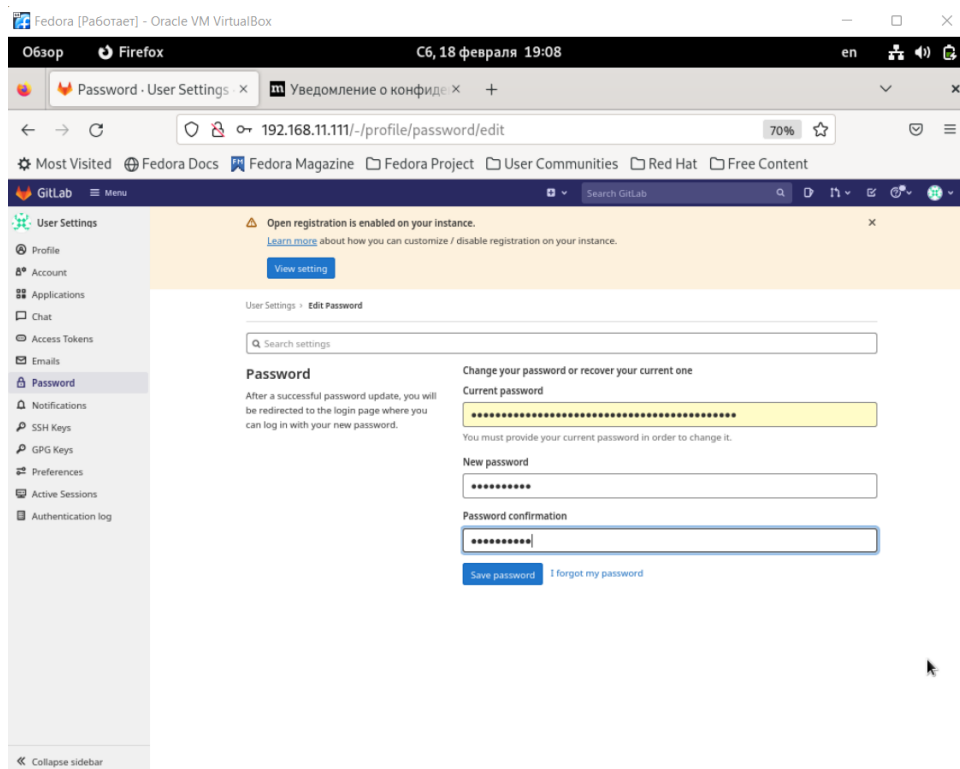 Fedora [Работает] - Oracle VM VirtualBox
Обзор Firefox Сб, 18 февраля 19:08 en
Password · User Settings Уведомление о конфиде
192.168.11.111/-/profile/password/edit 70%
Most Visited Fedora Docs Fedora Magazine Fedora Project User Communities Red Hat Free Content
GitLab Menu Search GitLab
User Settings
Profile
Account
Applications
Chat
Access Tokens
Emails
Password
Notifications
SSH Keys
GPG Keys
Preferences
Active Sessions
Authentication log
Collapse sidebar
Open registration is enabled on your instance.
Learn more about how you can customize / disable registration on your instance.
View setting
User Settings › Edit Password
Search settings
Password
After a successful password update, you will
be redirected to the login page where you
can log in with your new password.
Change your password or recover your current one
Current password
••••••••••••••••••••••••••••••••••••••••••••
You must provide your current password in order to change it.
New password
••••••••••
Password confirmation
••••••••••
Save password I forgot my password